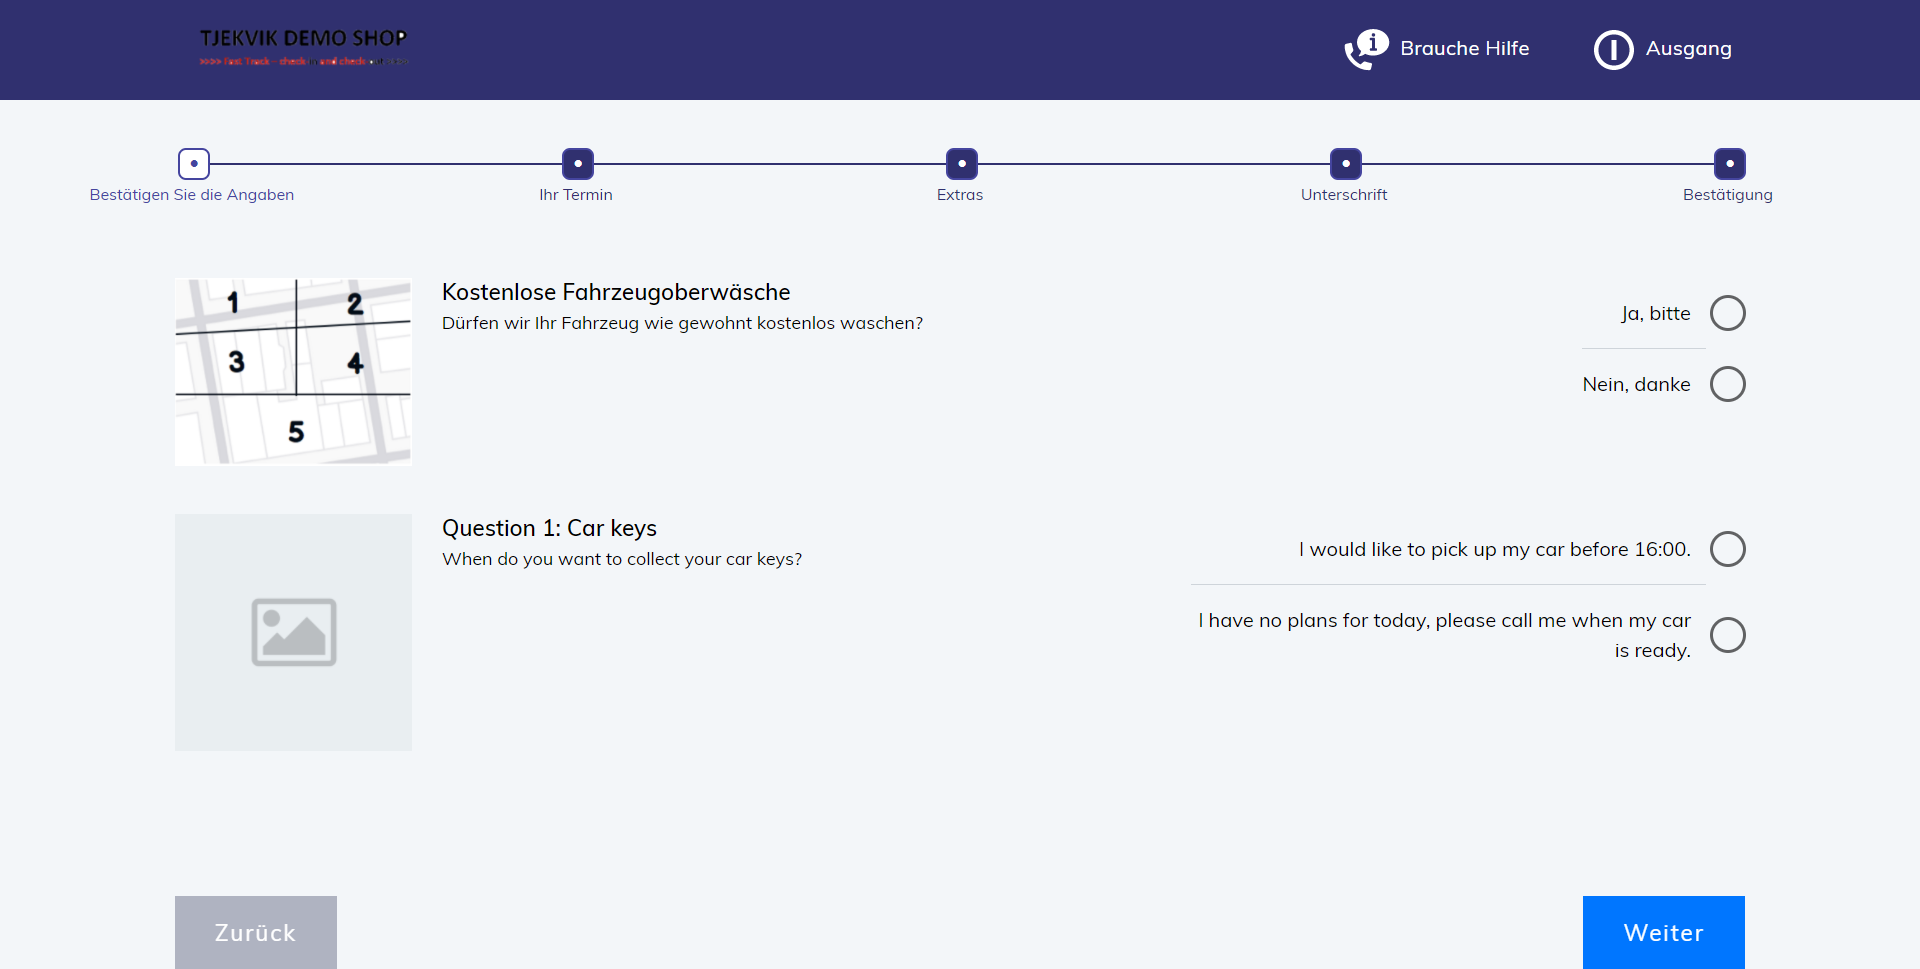 TJEKVIK DEMO SHOP
>>>> Fast Track - check in and check
Brauche Hilfe
Ausgang
Bestätigen Sie die Angaben
Ihr Termin
Extras
Unterschrift
Bestätigung
1
2
3
4
5
Kostenlose Fahrzeugoberwäsche
Dürfen wir Ihr Fahrzeug wie gewohnt kostenlos waschen?
Ja, bitte
Nein, danke
Question 1: Car keys
When do you want to collect your car keys?
I would like to pick up my car before 16:00.
I have no plans for today, please call me when my car
is ready.
Zurück
Weiter